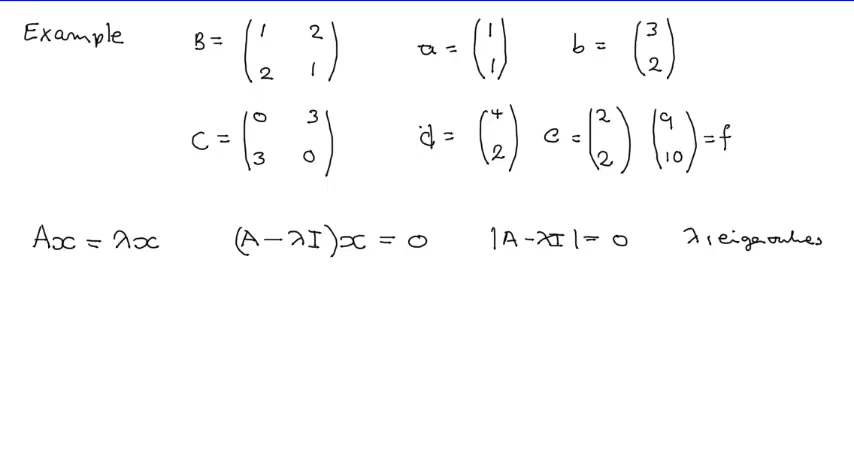 Example B = (1 2 2 1) a = (1 1) b = (3 2)
C = (0 3 3 0) d = (4 2) e = (2 2) (9 10) = f
Ax = λx (A - λI)x = 0 |A - λI| = 0 λ, eigenvalues